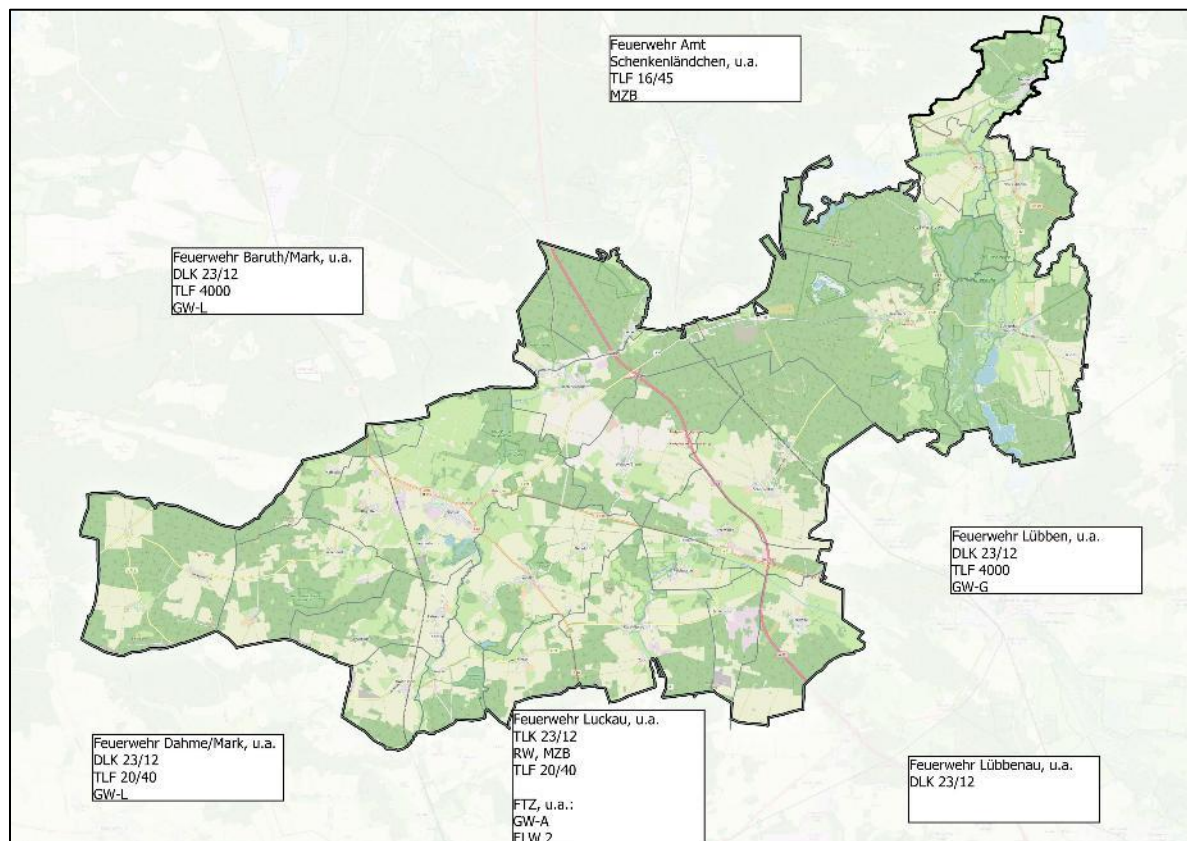 Feuerwehr Amt
Schenkenländchen, u.a.
TLF 16/45
MZB
Feuerwehr Baruth/Mark, u.a.
DLK 23/12
TLF 4000
GW-L
Feuerwehr Lübben, u.a.
DLK 23/12
TLF 4000
GW-G
Feuerwehr Dahme/Mark, u.a.
DLK 23/12
TLF 20/40
GW-L
Feuerwehr Luckau, u.a.
TLK 23/12
RW, MZB
TLF 20/40
FTZ, u.a.:
GW-A
ELW 2
Feuerwehr Lübbenau, u.a.
DLK 23/12